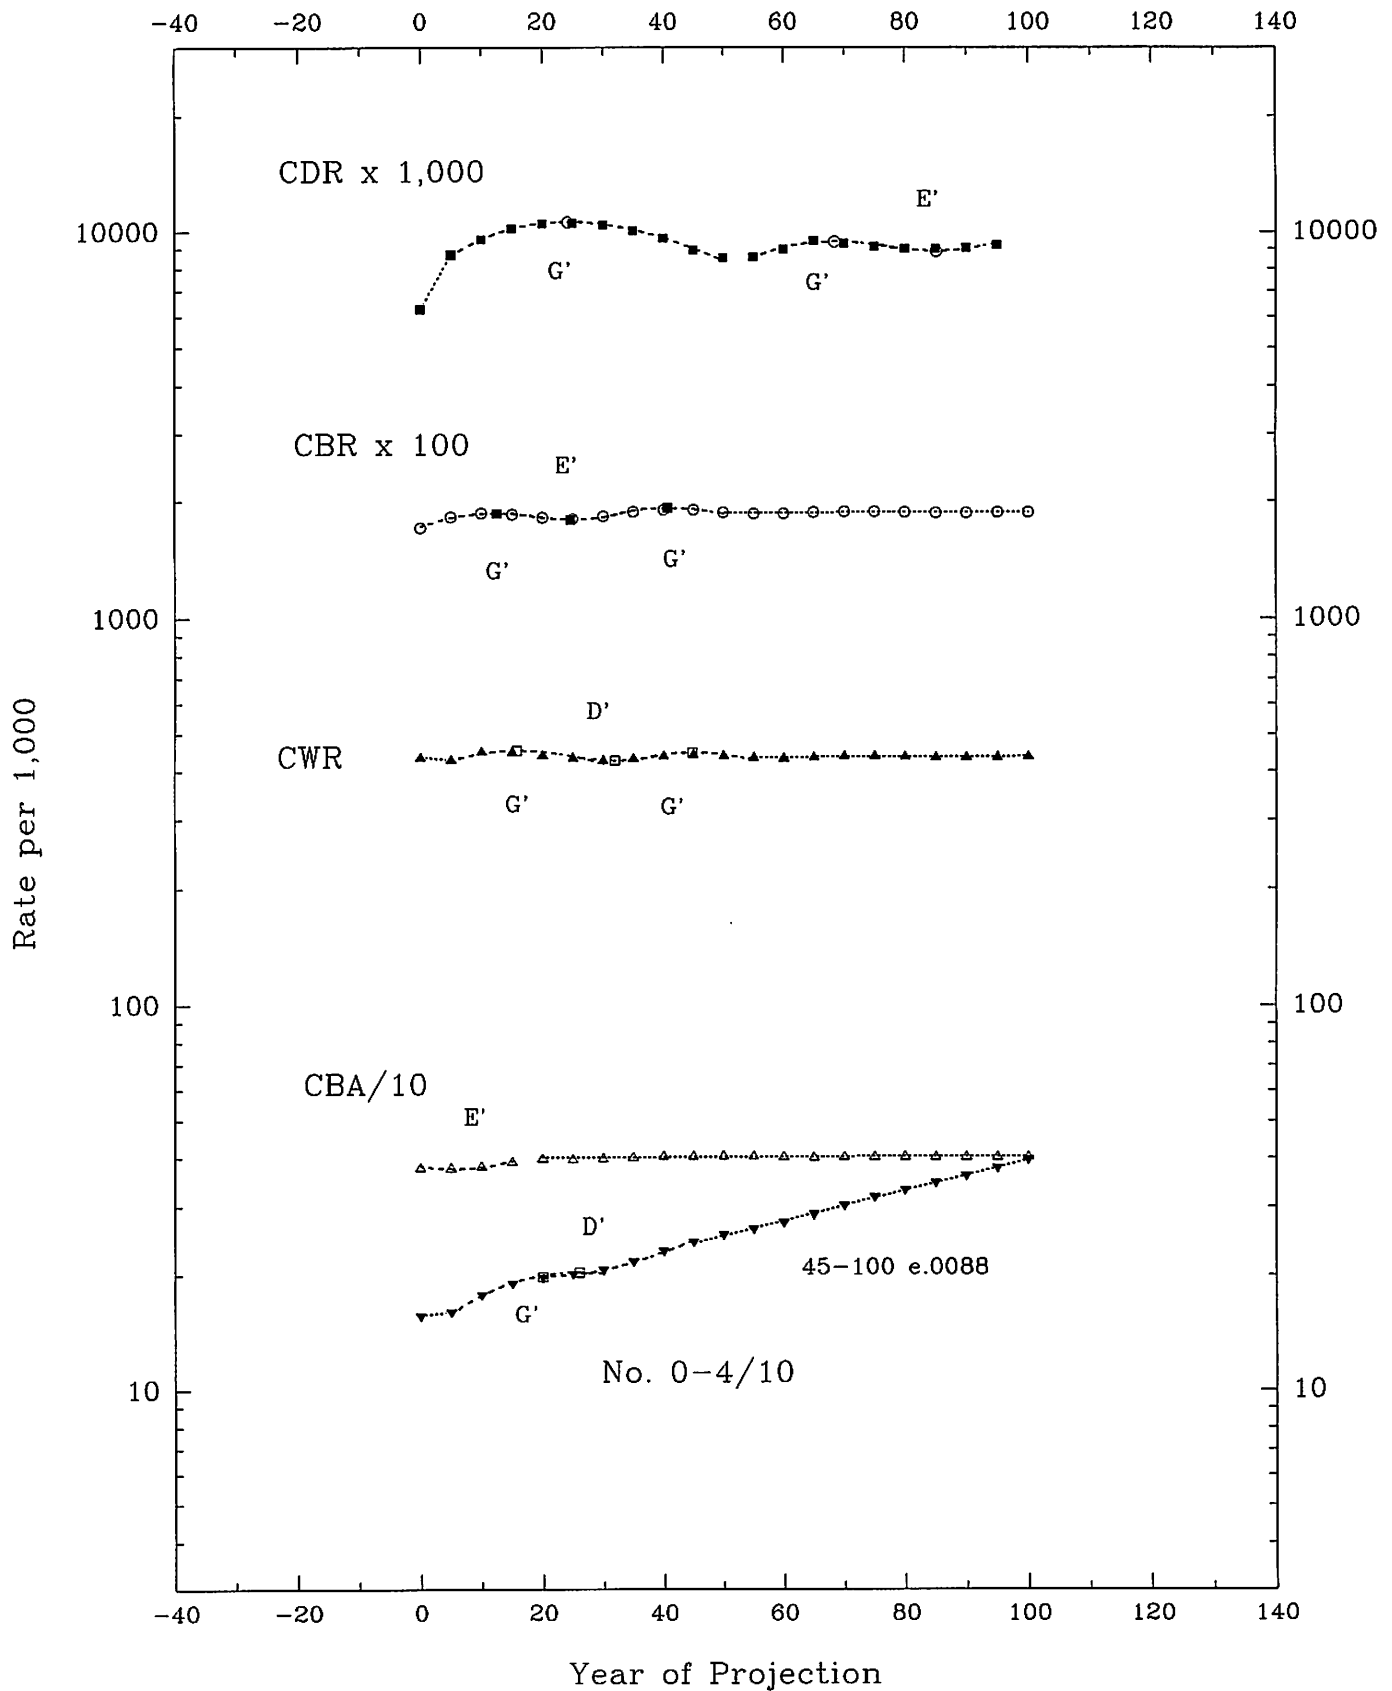 -40 -20 0 20 40 60 80 100 120 140
CDR x 1,000
E'
10000 10000
G' G'
CBR x 100
E'
G' G'
1000 1000
D'
CWR
G' G'
Rate per 1,000
100 100
CBA/10
E'
D'
45-100 e.0088
G'
No. 0-4/10
10 10
-40 -20 0 20 40 60 80 100 120 140
Year of Projection